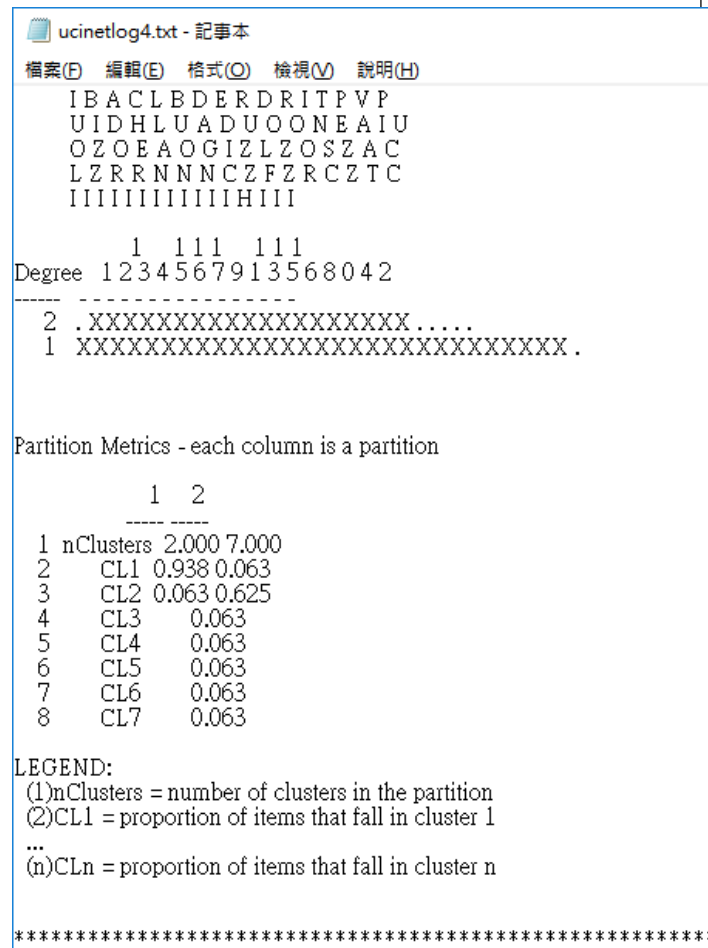 ucinetlog4.txt - 記事本
檔案(F) 編輯(E) 格式(O) 檢視(V) 說明(H)
I B A C L B D E R D R I T P V P
U I D H L U A D U O O N E A I U
O Z O E A O G I Z L Z O S Z A C
L Z R R N N N C Z F Z R C Z T C
I I I I I I I I I I I I H I I I
1 1 1 1 1 1 1
Degree 1 2 3 4 5 6 7 9 1 3 5 6 8 0 4 2
------ - - - - - - - - - - - - - - - -
2 . XXXXXXXXXXXXXXXXXXX . . . . .
1 XXXXXXXXXXXXXXXXXXXXXXXXXXXXX .
Partition Metrics - each column is a partition
1 2
----- -----
1 nClusters 2.000 7.000
2 CL1 0.938 0.063
3 CL2 0.063 0.625
4 CL3 0.063
5 CL4 0.063
6 CL5 0.063
7 CL6 0.063
8 CL7 0.063
LEGEND:
(1)nClusters = number of clusters in the partition
(2)CL1 = proportion of items that fall in cluster 1
...
(n)CLn = proportion of items that fall in cluster n
************************************************************